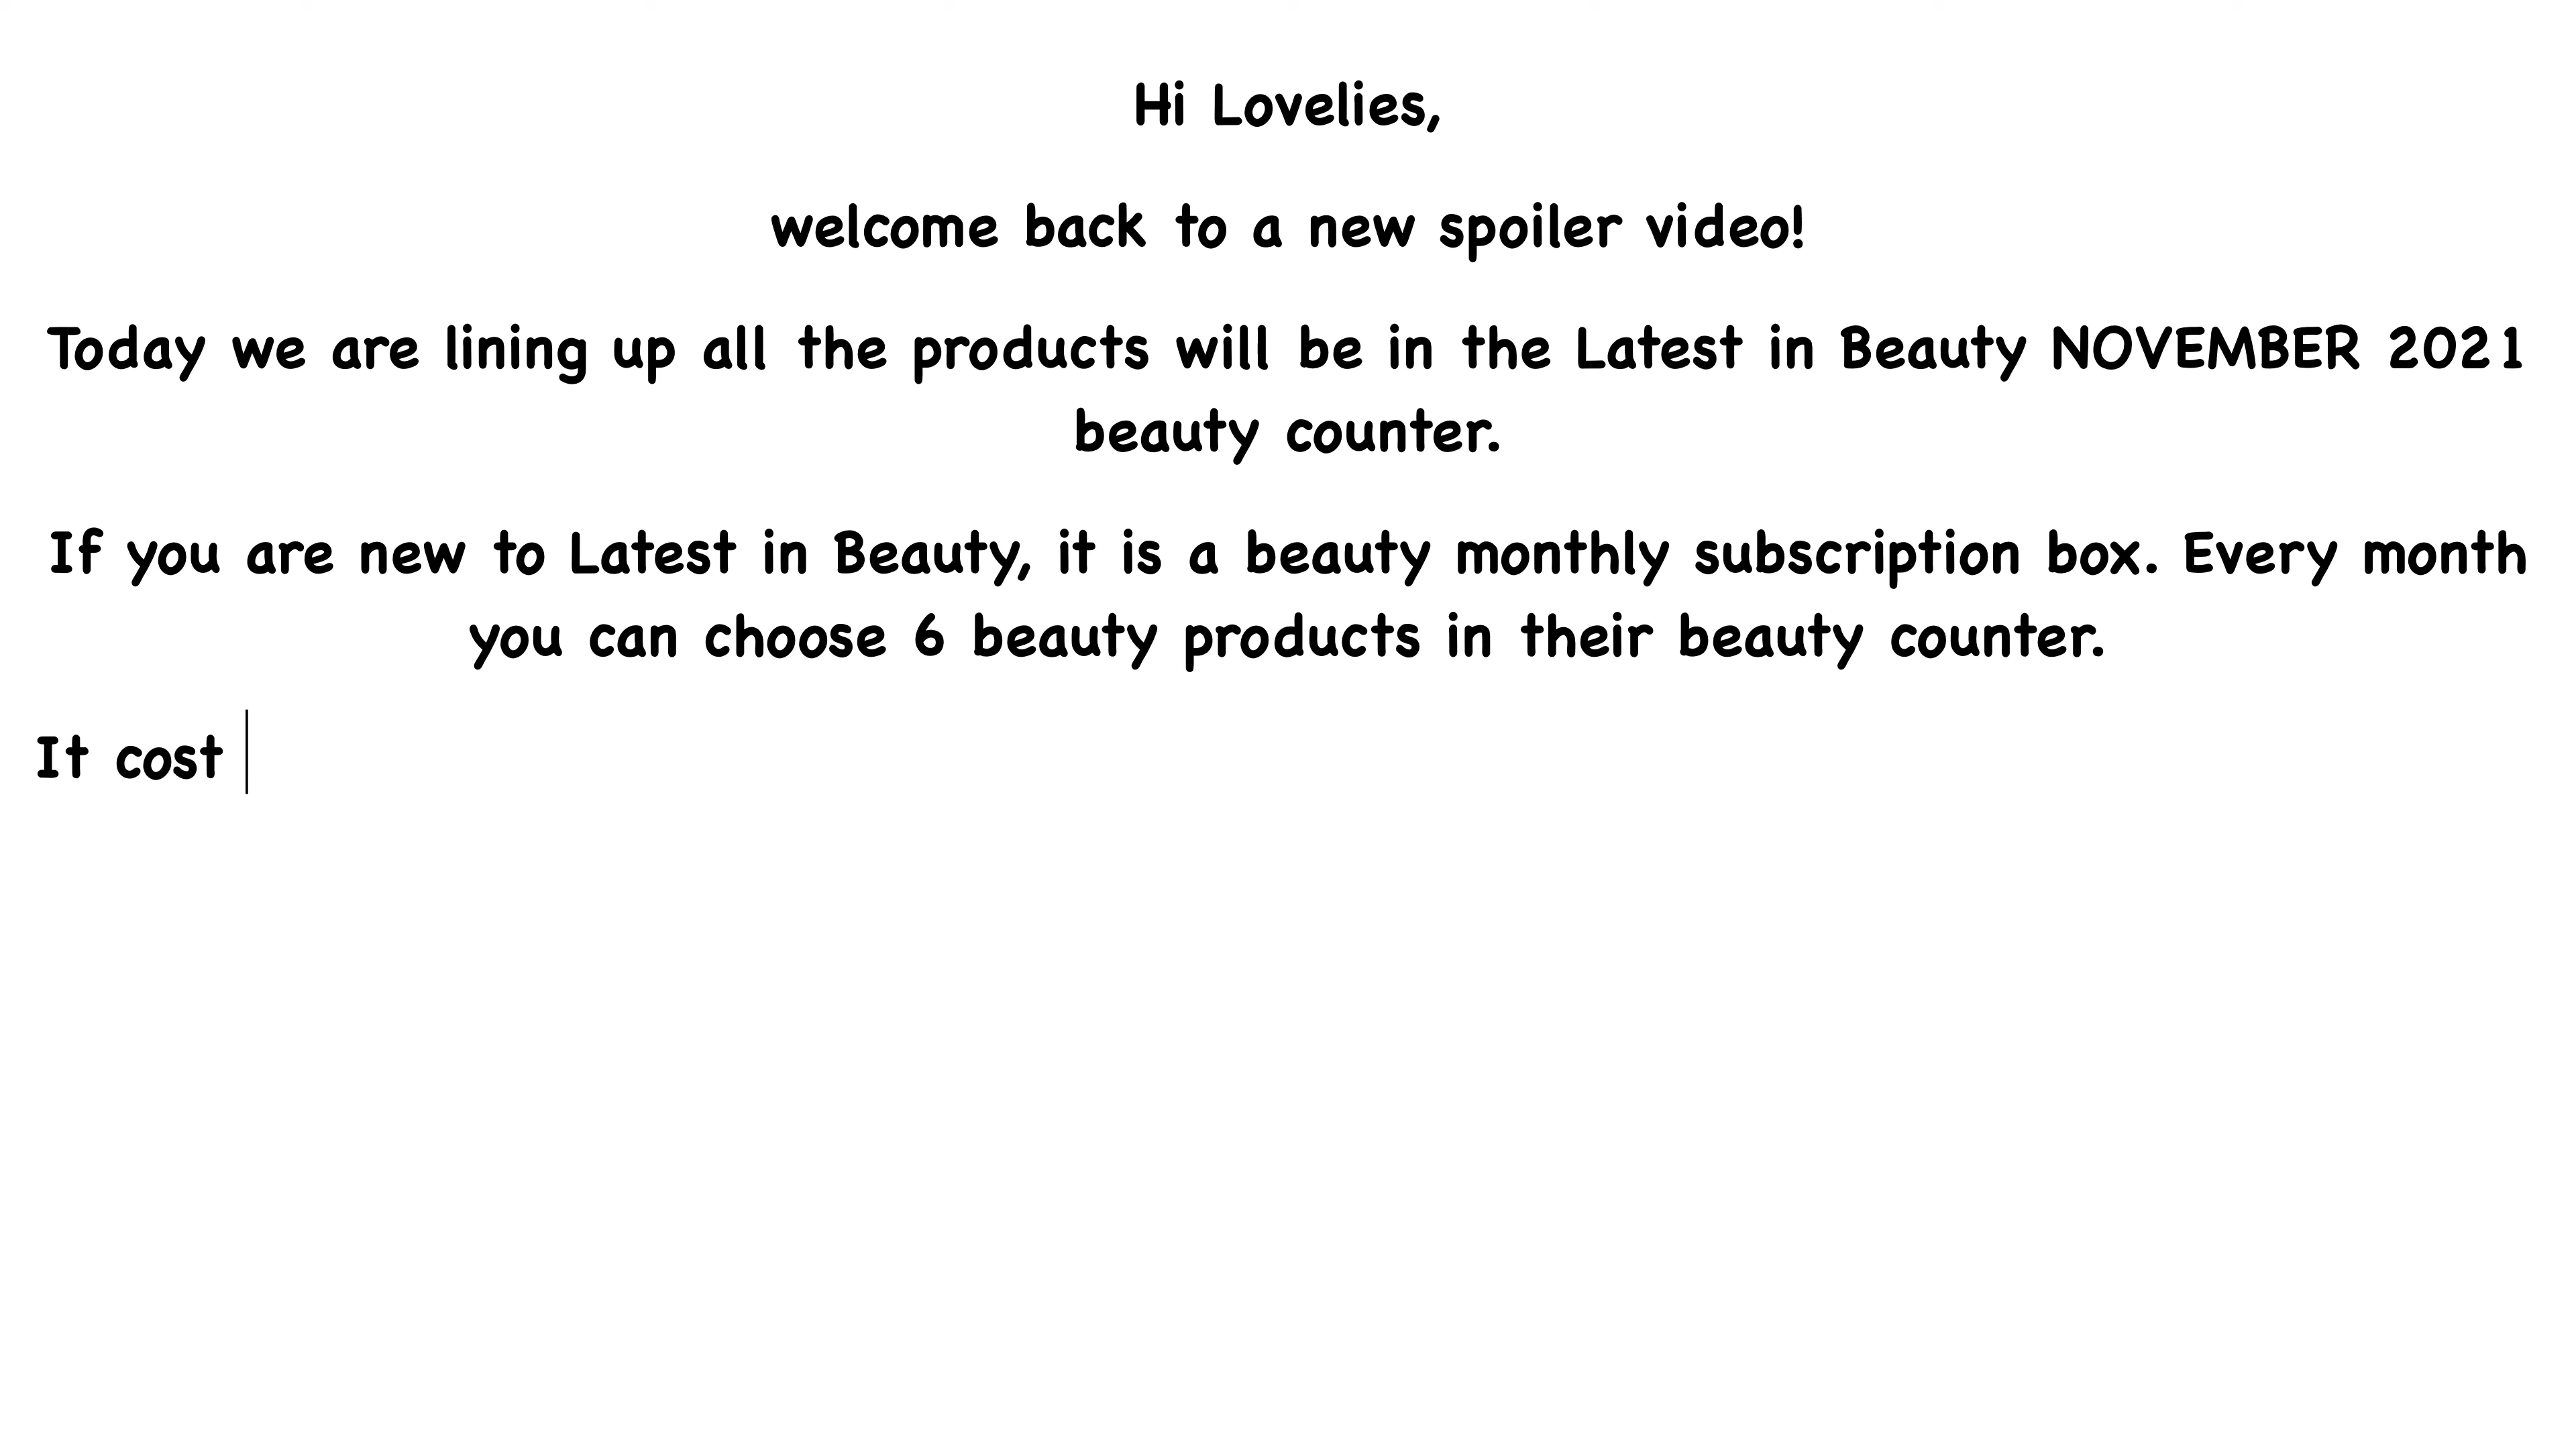 Hi Lovelies,
welcome back to a new spoiler video!
Today we are lining up all the products will be in the Latest in Beauty NOVEMBER 2021
beauty counter.
If you are new to Latest in Beauty, it is a beauty monthly subscription box. Every month
you can choose 6 beauty products in their beauty counter.
It cost